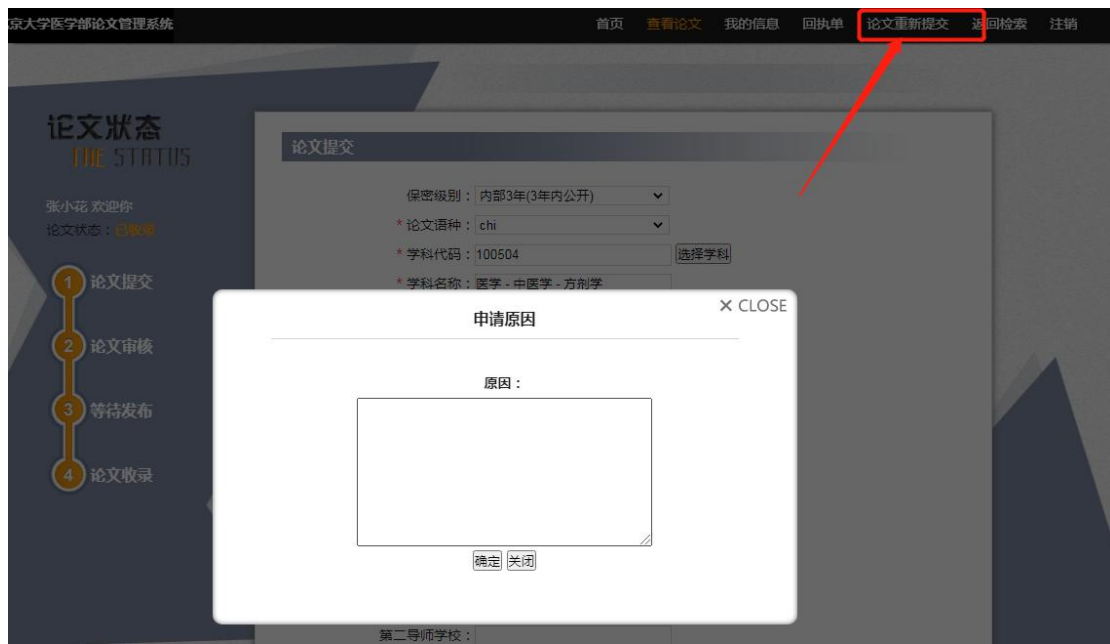 京大学医学部论文管理系统
首页 查看论文 我的信息 回执单 论文重新提交 返回检索 注销
论文状态
THE STATUS
张小花 欢迎你
论文状态：已收录
1 论文提交
2 论文审核
3 等待发布
4 论文收录
论文提交
保密级别： 内部3年(3年内公开)
* 论文语种： chi
* 学科代码： 100504 选择学科
* 学科名称： 医学 - 中医学 - 方剂学
× CLOSE
申请原因
原因：
确定 关闭
第二导师学校：